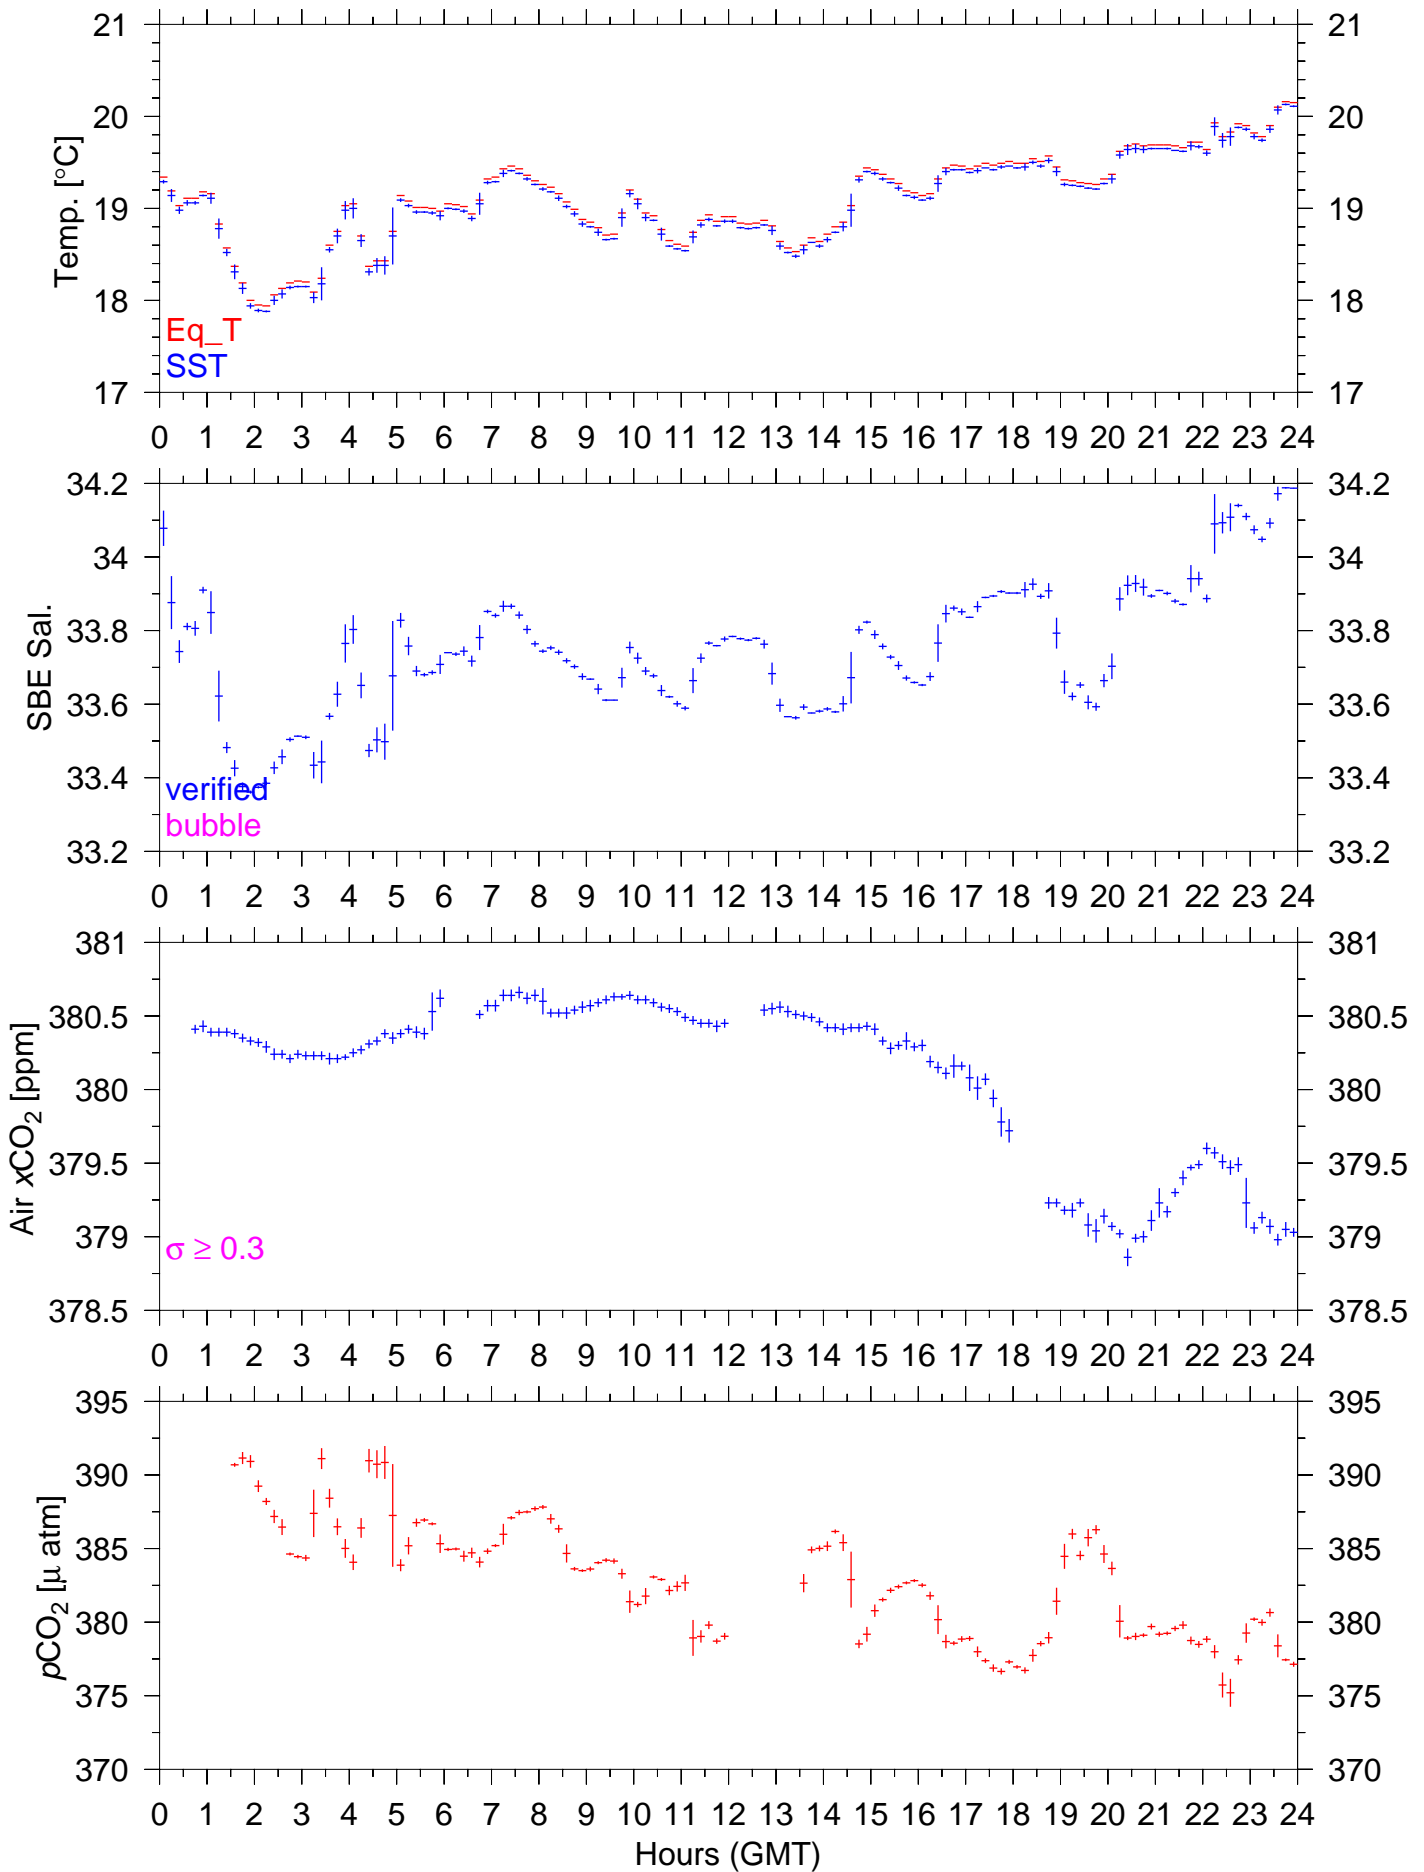 21 21
20 20
19 19
18 18
17 17
Temp. [°C]
Eq_T
SST
0 1 2 3 4 5 6 7 8 9 10 11 12 13 14 15 16 17 18 19 20 21 22 23 24
34.2 34.2
34 34
33.8 33.8
33.6 33.6
33.4 33.4
33.2 33.2
SBE Sal.
verified
bubble
0 1 2 3 4 5 6 7 8 9 10 11 12 13 14 15 16 17 18 19 20 21 22 23 24
381 381
380.5 380.5
380 380
379.5 379.5
379 379
378.5 378.5
Air xCO₂ [ppm]
σ ≥ 0.3
0 1 2 3 4 5 6 7 8 9 10 11 12 13 14 15 16 17 18 19 20 21 22 23 24
395 395
390 390
385 385
380 380
375 375
370 370
pCO₂ [μ atm]
0 1 2 3 4 5 6 7 8 9 10 11 12 13 14 15 16 17 18 19 20 21 22 23 24
Hours (GMT)